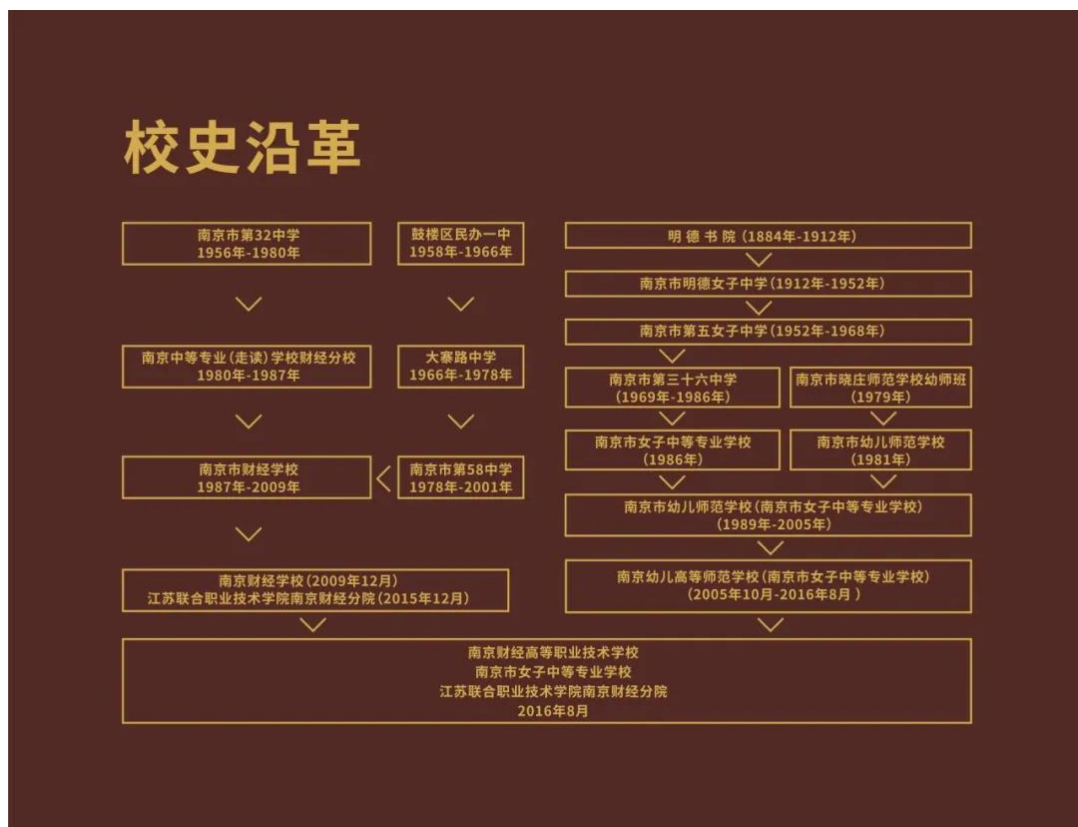 校史沿革
南京市第32中学
1956年-1980年
鼓楼区民办一中
1958年-1966年
南京中等专业(走读)学校财经分校
1980年-1987年
大寨路中学
1966年-1978年
南京市财经学校
1987年-2009年
南京市第58中学
1978年-2001年
南京财经学校(2009年12月)
江苏联合职业技术学院南京财经分院(2015年12月)
明 德 书 院 (1884年-1912年)
南京市明德女子中学(1912年-1952年)
南京市第五女子中学(1952年-1968年)
南京市第三十六中学
(1969年-1986年)
南京市晓庄师范学校幼师班
(1979年)
南京市女子中等专业学校
(1986年)
南京市幼儿师范学校
(1981年)
南京市幼儿师范学校(南京市女子中等专业学校)
(1989年-2005年)
南京幼儿高等师范学校(南京市女子中等专业学校)
(2005年10月-2016年8月 )
南京财经高等职业技术学校
南京市女子中等专业学校
江苏联合职业技术学院南京财经分院
2016年8月